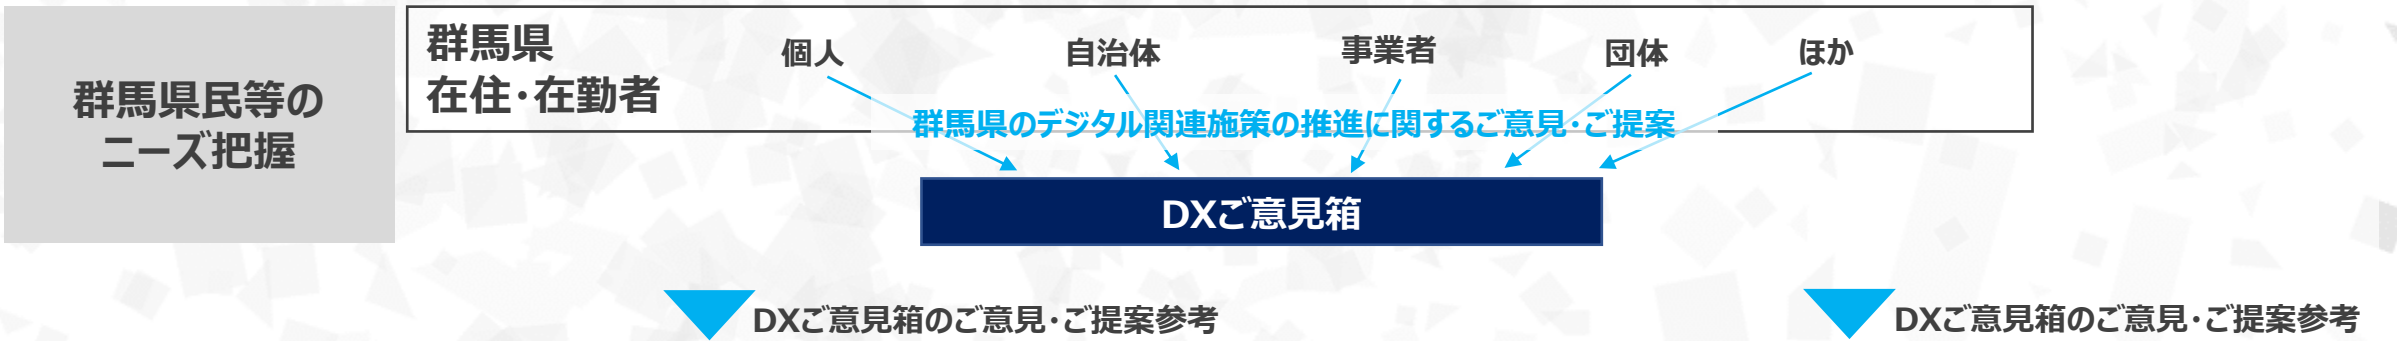 群馬県民等の
ニーズ把握
群馬県
在住・在勤者
個人
自治体
事業者
団体
ほか
群馬県のデジタル関連施策の推進に関するご意見・ご提案
DXご意見箱
DXご意見箱のご意見・ご提案参考
DXご意見箱のご意見・ご提案参考